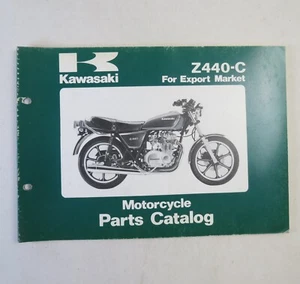 Kawasaki
Z440-C
For Export Market
Motorcycle
Parts Catalog